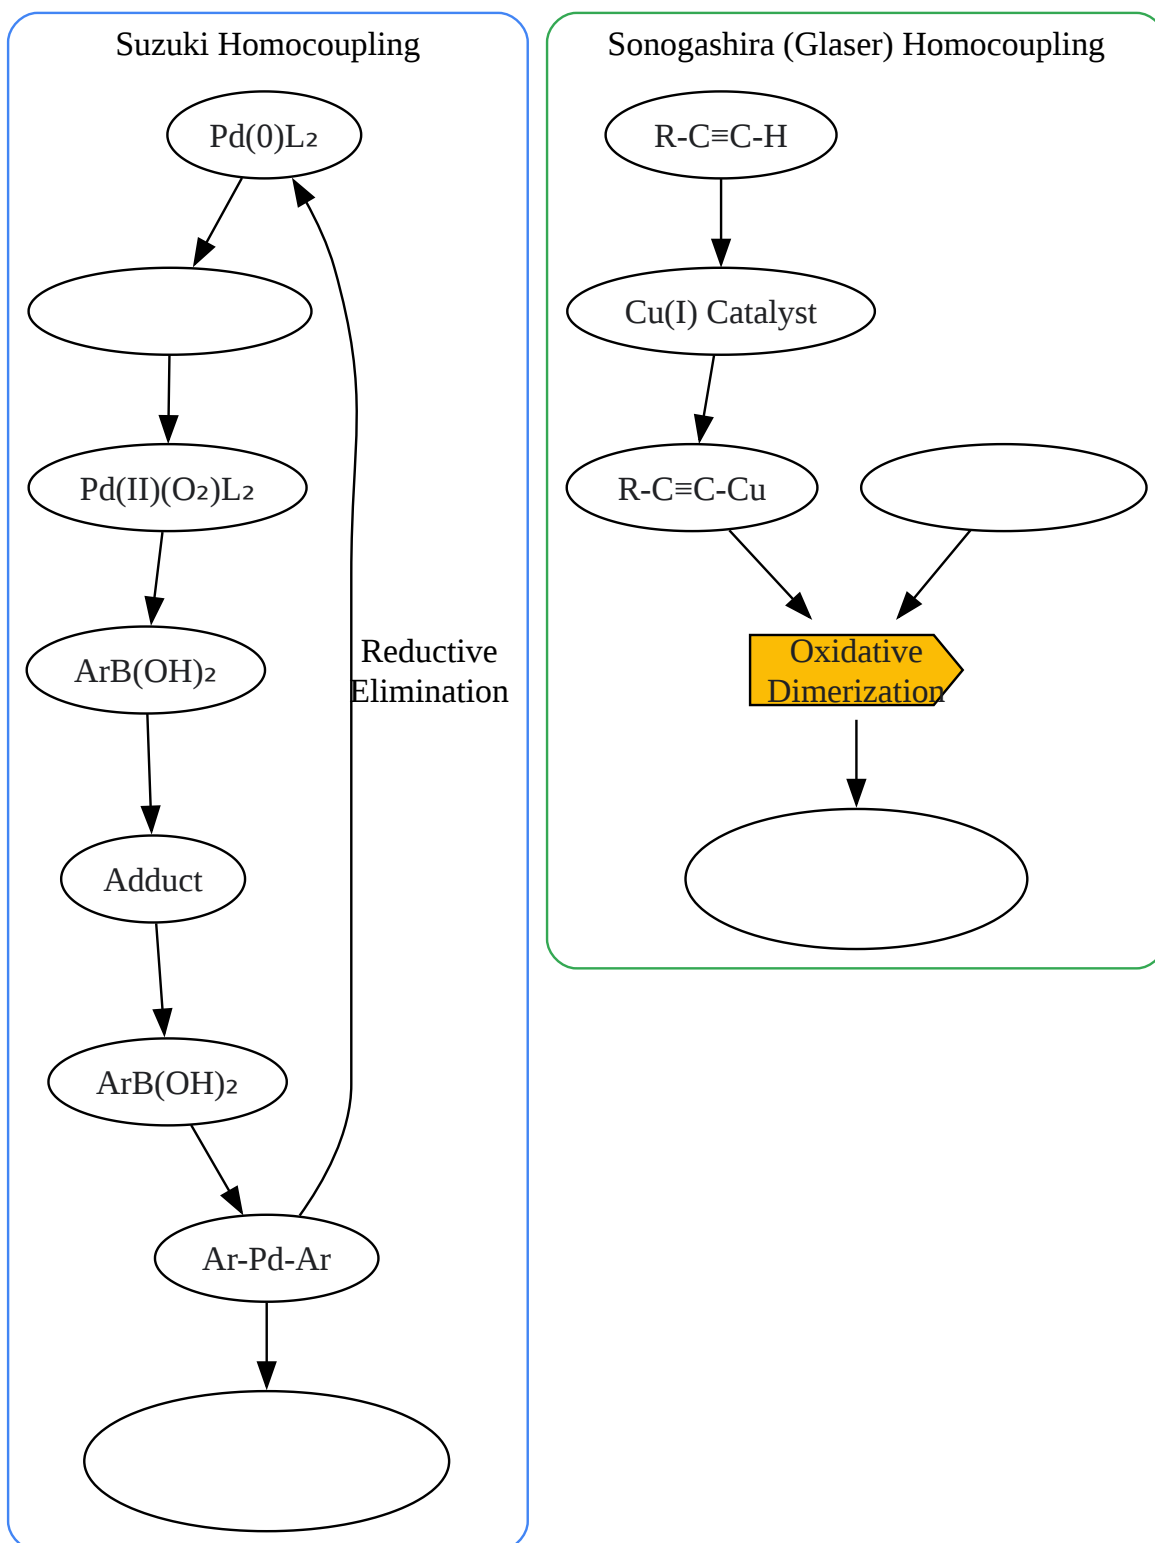 Suzuki Homocoupling
Pd(0)L₂
Pd(II)(O₂)L₂
ArB(OH)₂
Adduct
ArB(OH)₂
Ar-Pd-Ar
Reductive
Elimination
Sonogashira (Glaser) Homocoupling
R-C≡C-H
Cu(I) Catalyst
R-C≡C-Cu
Oxidative
Dimerization